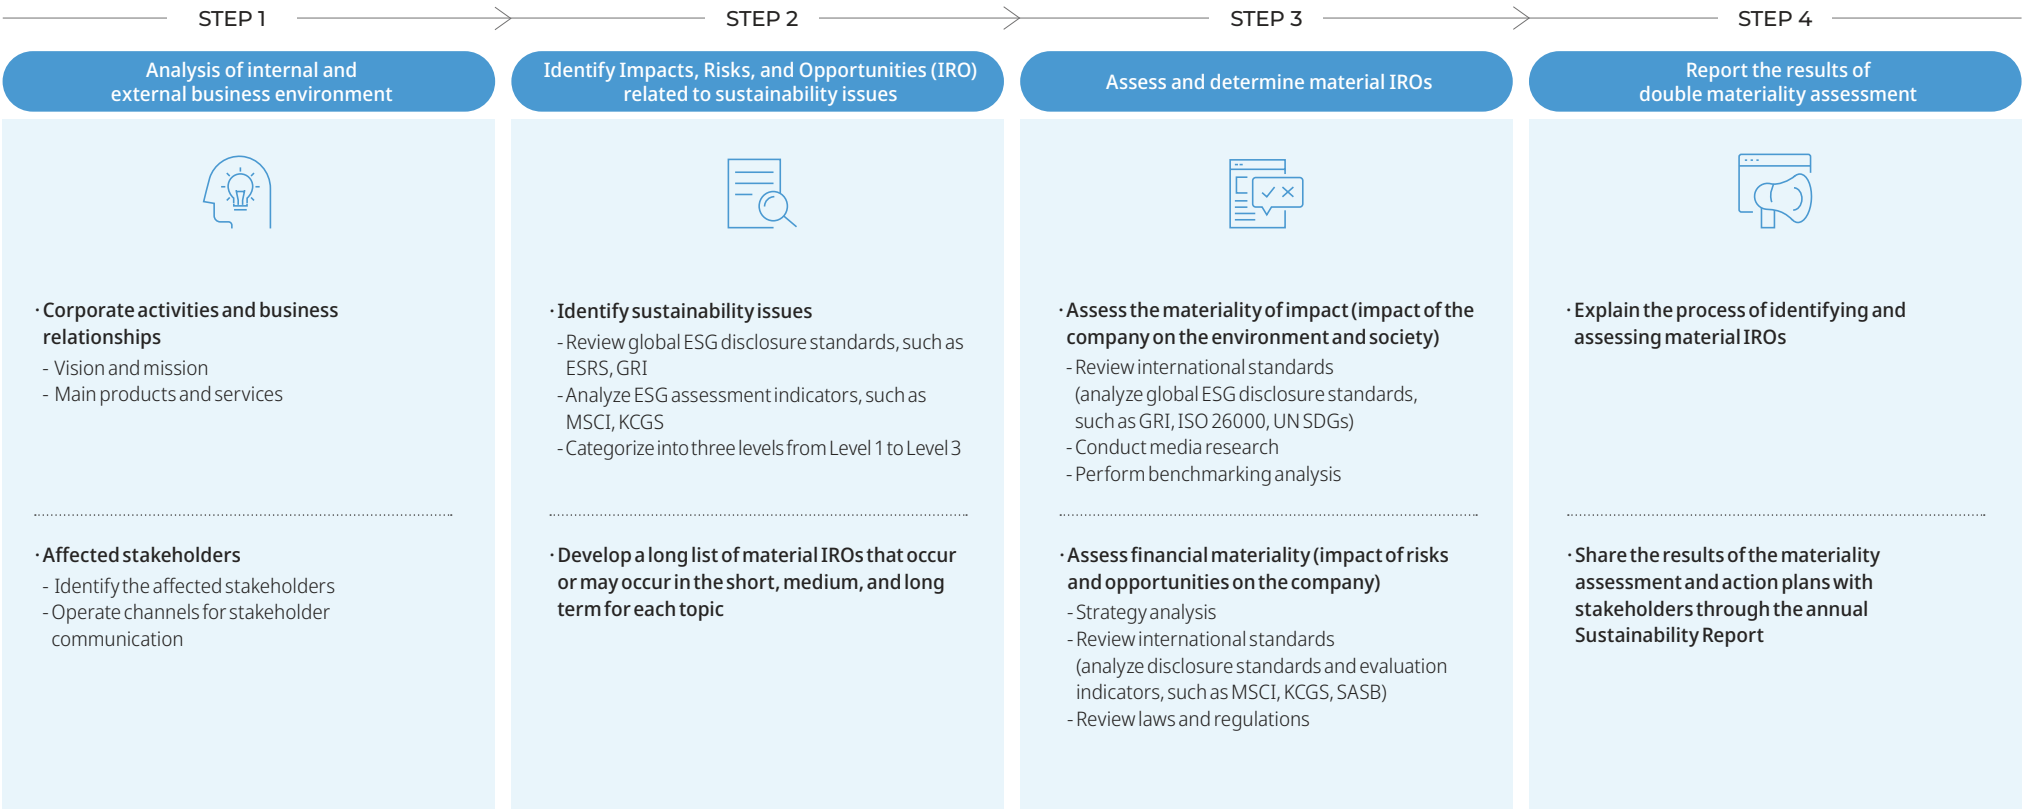 STEP 1
STEP 2
STEP 3
STEP 4
Analysis of internal and
external business environment
Identify Impacts, Risks, and Opportunities (IRO)
related to sustainability issues
Assess and determine material IROs
Report the results of
double materiality assessment
· Corporate activities and business
relationships
- Vision and mission
- Main products and services
· Affected stakeholders
- Identify the affected stakeholders
- Operate channels for stakeholder
communication
· Identify sustainability issues
- Review global ESG disclosure standards, such as
ESRS, GRI
- Analyze ESG assessment indicators, such as
MSCI, KCGS
- Categorize into three levels from Level 1 to Level 3
· Develop a long list of material IROs that occur
or may occur in the short, medium, and long
term for each topic
· Assess the materiality of impact (impact of the
company on the environment and society)
- Review international standards
(analyze global ESG disclosure standards,
such as GRI, ISO 26000, UN SDGs)
- Conduct media research
- Perform benchmarking analysis
· Assess financial materiality (impact of risks
and opportunities on the company)
- Strategy analysis
- Review international standards
(analyze disclosure standards and evaluation
indicators, such as MSCI, KCGS, SASB)
- Review laws and regulations
· Explain the process of identifying and
assessing material IROs
· Share the results of the materiality
assessment and action plans with
stakeholders through the annual
Sustainability Report